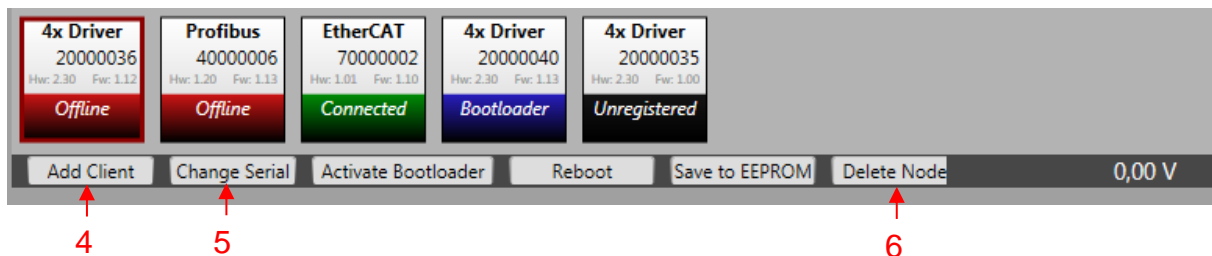 4x Driver
20000036
Hw: 2.30 Fw: 1.12
Offline
Profibus
40000006
Hw: 1.20 Fw: 1.13
Offline
EtherCAT
70000002
Hw: 1.01 Fw: 1.10
Connected
4x Driver
20000040
Hw: 2.30 Fw: 1.13
Bootloader
4x Driver
20000035
Hw: 2.30 Fw: 1.00
Unregistered
Add Client Change Serial Activate Bootloader Reboot Save to EEPROM Delete Node 0,00 V
4 5 6